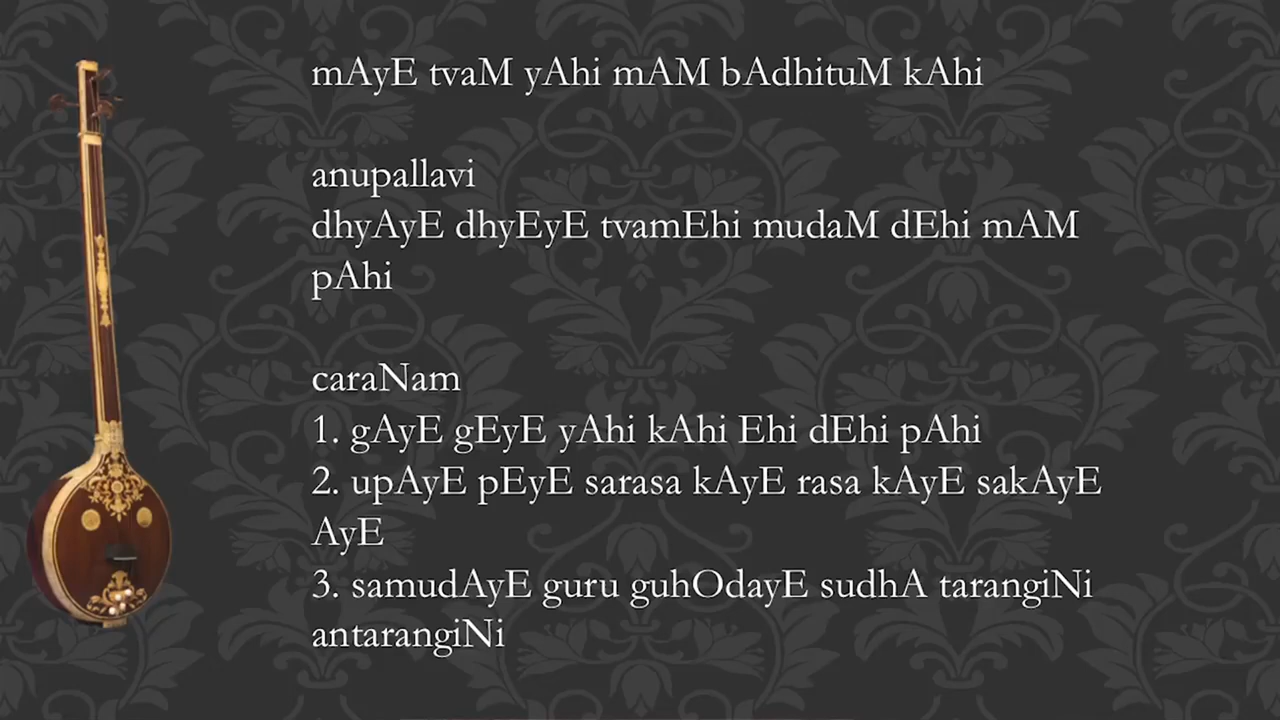 mAyE tvaM yAhi mAM bAdhituM kAhi
anupallavi
dhyAyE dhyEyE tvamEhi mudaM dEhi mAM
pAhi
caraNam
1. gAyE gEyE yAhi kAhi Ehi dEhi pAhi
2. upAyE pEyE sarasa kAyE rasa kAyE sakAyE
AyE
3. samudAyE guru guhOdayE sudhA tarangiNi
antarangiNi